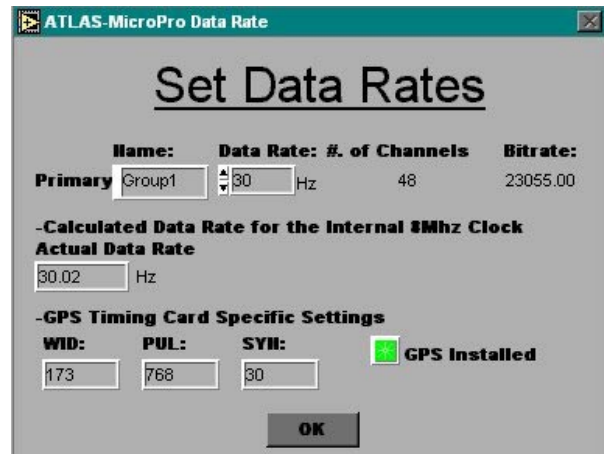 ATLAS-MicroPro Data Rate
Set Data Rates
Name: Data Rate: #. of Channels Bitrate:
Primary Group1 30 Hz 48 23055.00
-Calculated Data Rate for the Internal 8Mhz Clock
Actual Data Rate
30.02 Hz
-GPS Timing Card Specific Settings
WID: PUL: SYN:
173 768 30 GPS Installed
OK